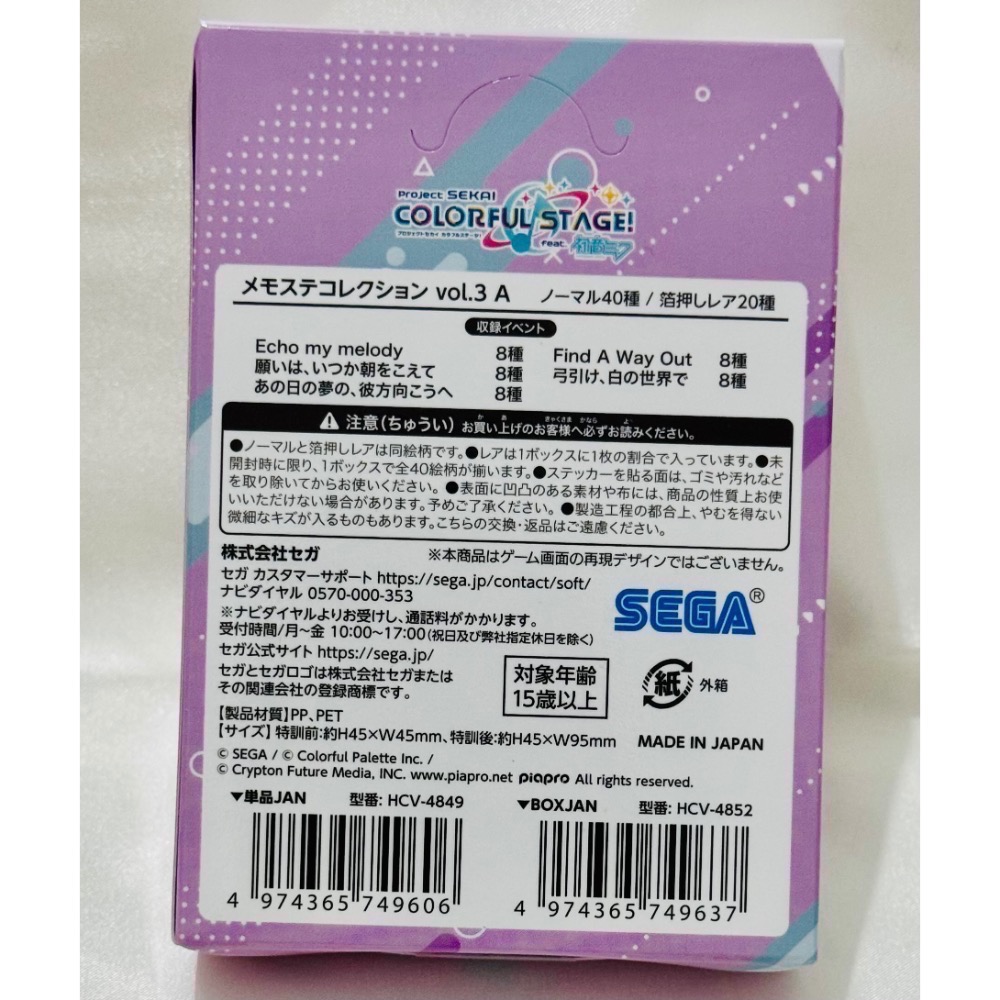 Project SEKAI
COLORFUL STAGE!
プロジェクトセカイ カラフルステージ!
feat. 初音ミク
メモステコレクション vol.3 A ノーマル40種 / 箔押しレア20種
収録イベント
Echo my melody 8種 Find A Way Out 8種
願いは、いつか朝をこえて 8種 弓引け、白の世界で 8種
あの日の夢の、彼方向こうへ 8種
注意(ちゅうい) お買い上げのお客様へ必ずお読みください。
●ノーマルと箔押しレアは同絵柄です。●レアは1ボックスに1枚の割合で入っています。●未
開封時に限り、1ボックスで全40絵柄が揃います。●ステッカーを貼る面は、ゴミや汚れなど
を取り除いてからお使いください。●表面に凹凸のある素材や布には、商品の性質上お使
いいただけない場合があります。予めご了承ください。●製造工程の都合上、やむを得ない
微細なキズが入るものもあります。こちらの交換・返品はご遠慮ください。
株式会社セガ ※本商品はゲーム画面の再現デザインではございません。
セガ カスタマーサポート https://sega.jp/contact/soft/
ナビダイヤル 0570-000-353
※ナビダイヤルよりお受けし、通話料がかかります。
受付時間/月~金 10:00~17:00(祝日及び弊社指定休日を除く)
セガ公式サイト https://sega.jp/
セガとセガロゴは株式会社セガまたは
その関連会社の登録商標です。
SEGA®
対象年齢
15歳以上
紙 外箱
【製品材質】PP、PET
【サイズ】特訓前:約H45×W45mm、特訓後:約H45×W95mm MADE IN JAPAN
© SEGA / © Colorful Palette Inc. /
© Crypton Future Media, INC. www.piapro.net piapro All rights reserved.
▼単品JAN 型番: HCV-4849 ▼BOXJAN 型番: HCV-4852
4 974365 749606 4 974365 749637